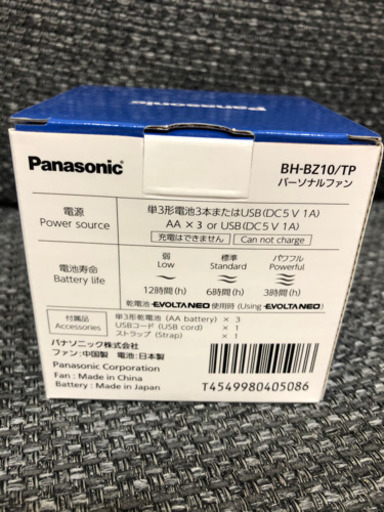 Panasonic
Panasonic
BH-BZ10/TP
パーソナルファン
電源
Power source
単3形電池3本またはUSB(DC5V 1A)
AA × 3 or USB(DC5V 1A)
充電はできません Can not charge
電池寿命
Battery life
弱 標準 パワフル
Low Standard Powerful
12時間(h) 6時間(h) 3時間(h)
乾電池 EVOLTANEO 使用時 (Using EVOLTANEO)
付属品
Accessories
単3形乾電池 (AA battery) × 3
USBコード (USB cord) × 1
ストラップ (Strap) × 1
パナソニック株式会社
ファン:中国製 電池:日本製
Panasonic Corporation
Fan : Made in China
Battery : Made in Japan
T4549980405086